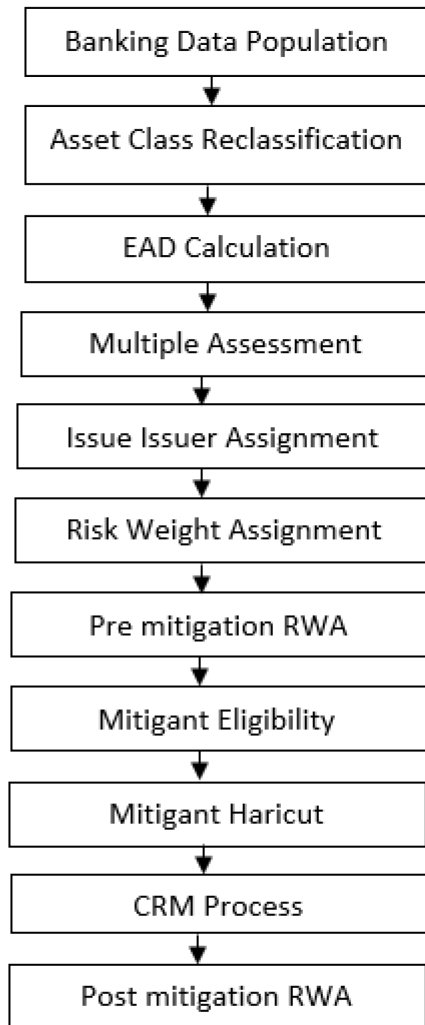 Banking Data Population
Asset Class Reclassification
EAD Calculation
Multiple Assessment
Issue Issuer Assignment
Risk Weight Assignment
Pre mitigation RWA
Mitigant Eligibility
Mitigant Haricut
CRM Process
Post mitigation RWA